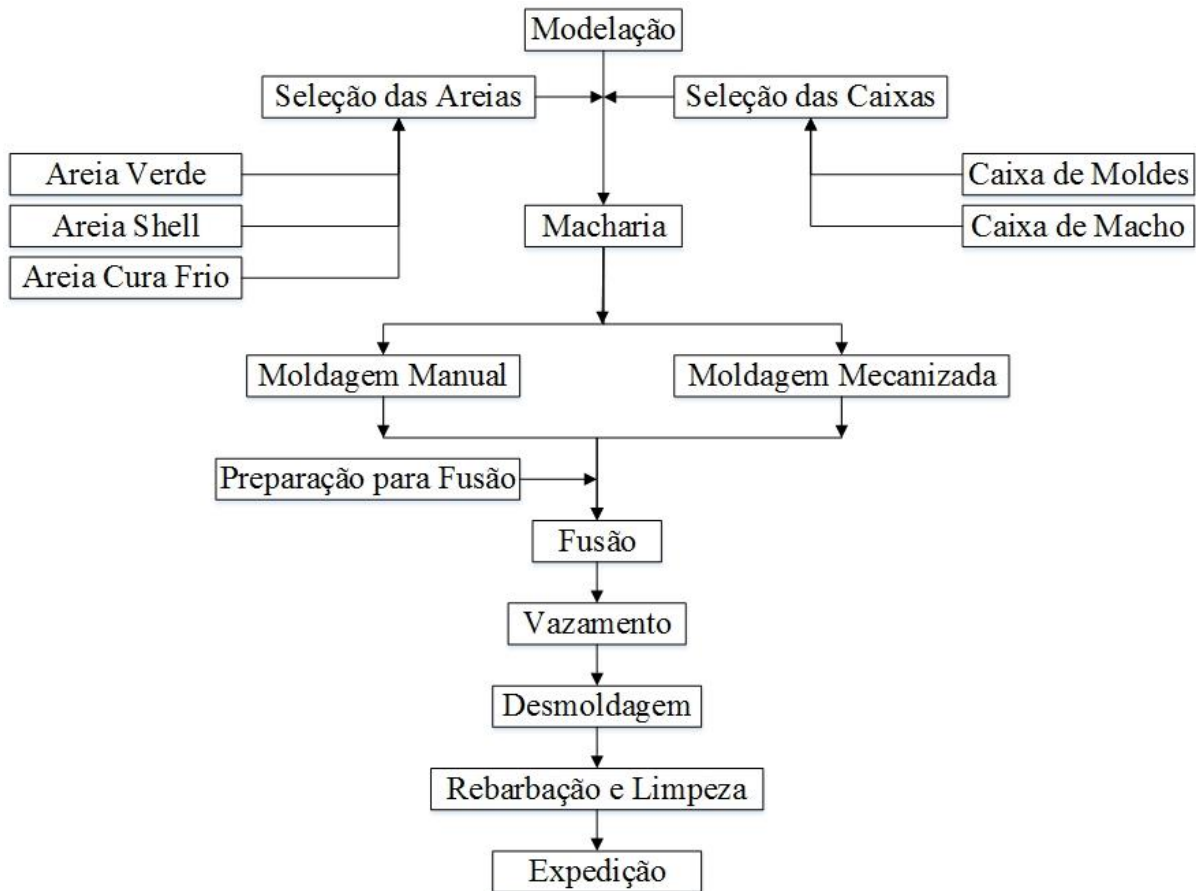 Modelação
Seleção das Areias
Seleção das Caixas
Areia Verde
Caixa de Moldes
Areia Shell
Macharia
Caixa de Macho
Areia Cura Frio
Moldagem Manual
Moldagem Mecanizada
Preparação para Fusão
Fusão
Vazamento
Desmoldagem
Rebarbação e Limpeza
Expedição